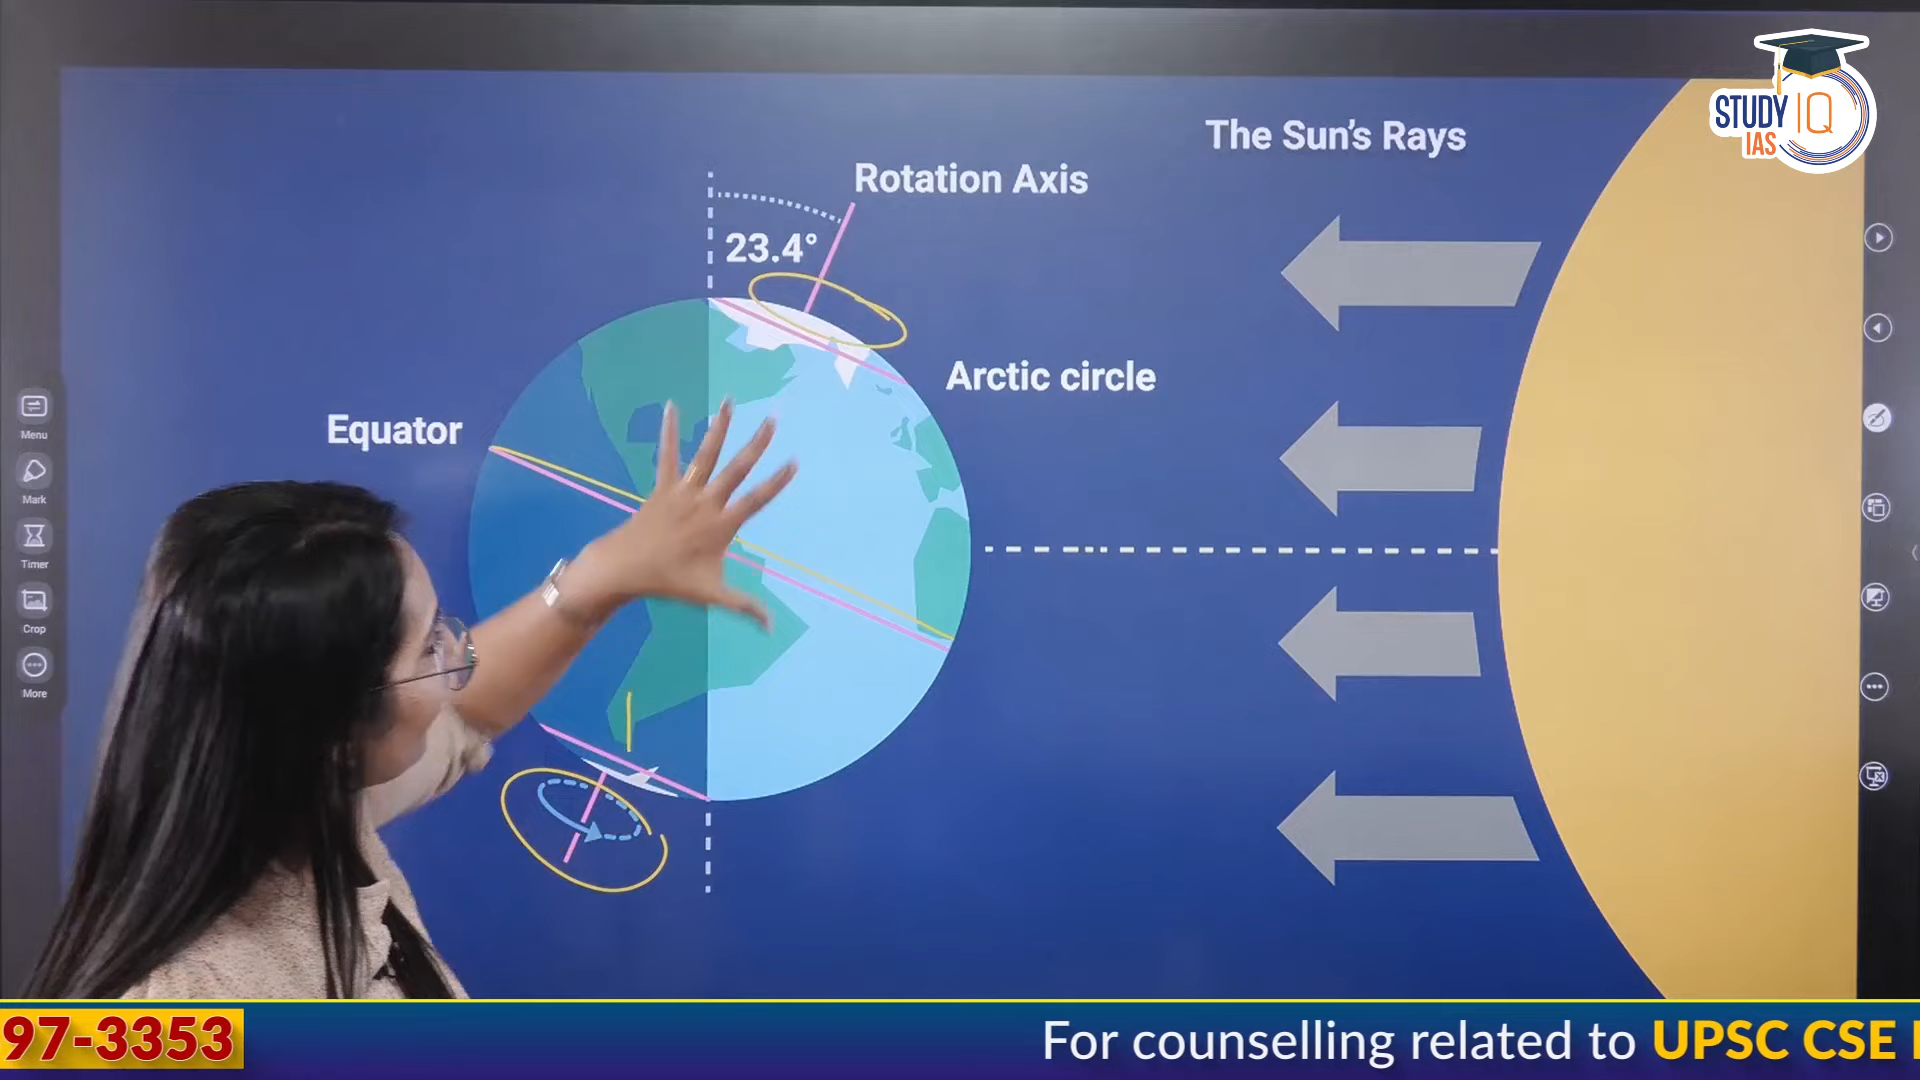 STUDY IQ
IAS
The Sun's Rays
Rotation Axis
23.4°
Arctic circle
Equator
Menu
Mark
Timer
Crop
More
97-3353
For counselling related to UPSC CSE